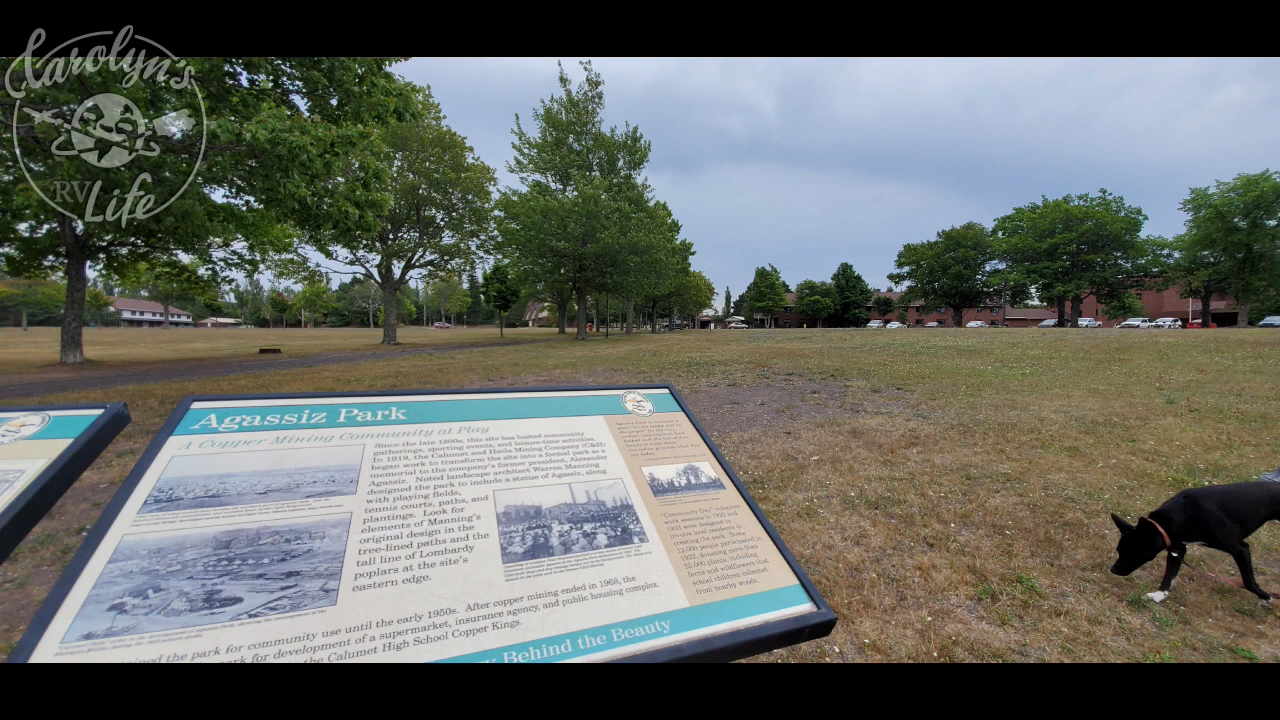 Carolyn's
RV Life
Agassiz Park
A Copper Mining Community at Play
Since the late 1800s, this site has hosted community
gatherings, sporting events, and leisure-time activities.
In 1919, the Calumet and Hecla Mining Company (C&H)
began work to transform the site into a formal park as a
memorial to the company's former president, Alexander
Agassiz. Noted landscape architect Warren Manning
designed the park to include a statue of Agassiz, along
with playing fields,
tennis courts, paths, and
plantings. Look for
elements of Manning's
original design in the
tree-lined paths and the
tall line of Lombardy
poplars at the site's
eastern edge.
the park for community use until the early 1950s. After copper mining ended in 1968, the
park for development of a supermarket, insurance agency, and public housing complex.
the Calumet High School Copper Kings.
Behind the Beauty
"Community Day" volunteer
work sessions in 1921 and
1923 were designed to
involve local residents in
creating the park. Some
12,000 people participated in
1923, donating more than
25,000 plants, including
ferns and wildflowers that
school children collected
from nearby woods.